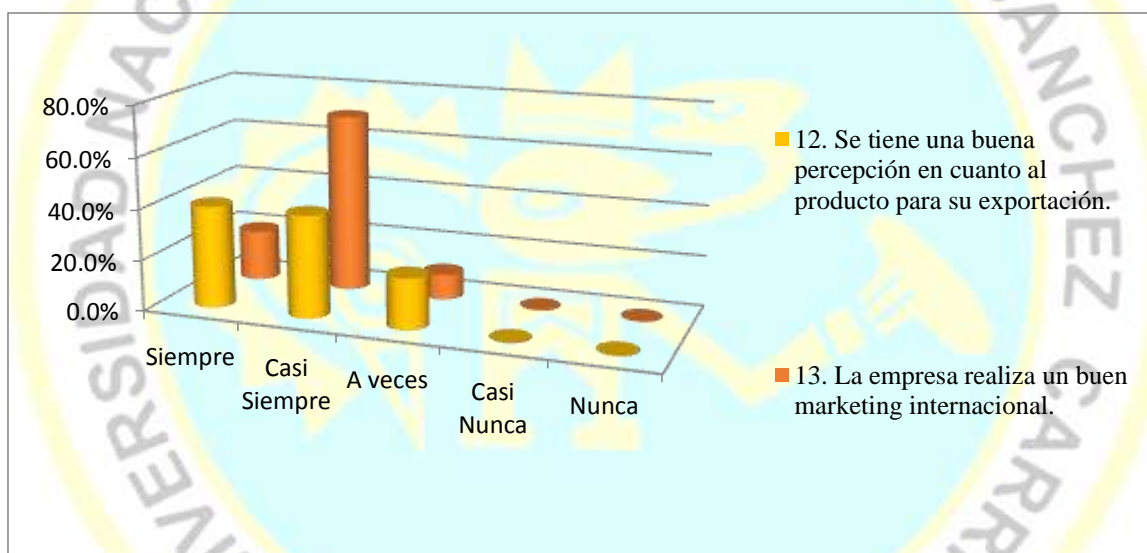 80.0%
60.0%
40.0%
20.0%
0.0%
Siempre
Casi
Siempre
A veces
Casi
Nunca
Nunca
12. Se tiene una buena
percepción en cuanto al
producto para su exportación.
13. La empresa realiza un buen
marketing internacional.